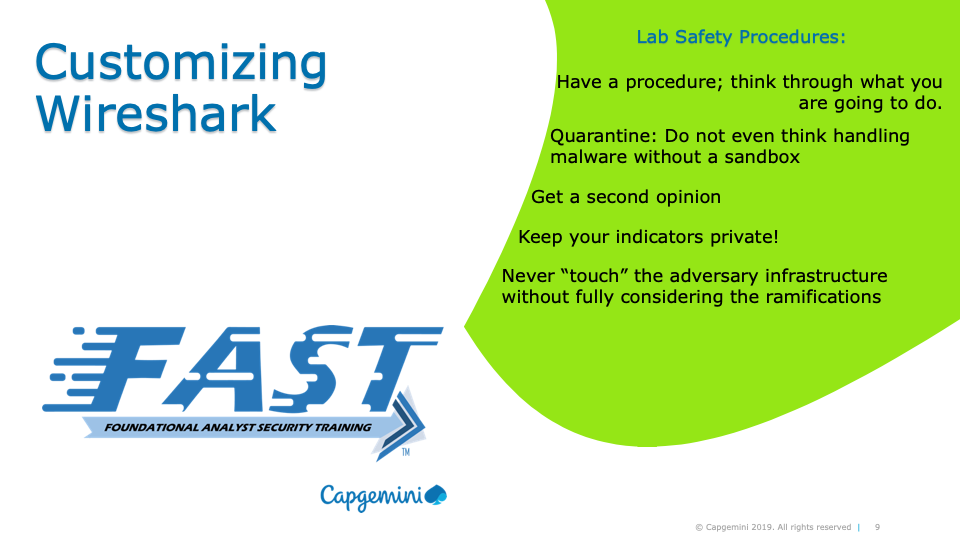 Customizing
Wireshark
Lab Safety Procedures:
Have a procedure; think through what you
are going to do.
Quarantine: Do not even think handling
malware without a sandbox
Get a second opinion
Keep your indicators private!
Never “touch” the adversary infrastructure
without fully considering the ramifications
FAST
FOUNDATIONAL ANALYST SECURITY TRAINING
TM
Capgemini
© Capgemini 2019. All rights reserved | 9